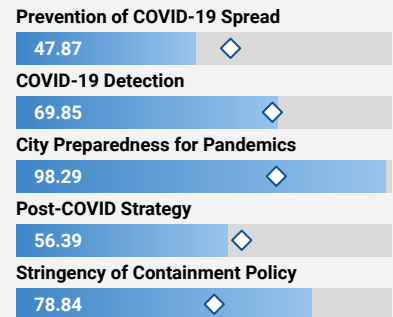 Prevention of COVID-19 Spread
47.87
COVID-19 Detection
69.85
City Preparedness for Pandemics
98.29
Post-COVID Strategy
56.39
Stringency of Containment Policy
78.84